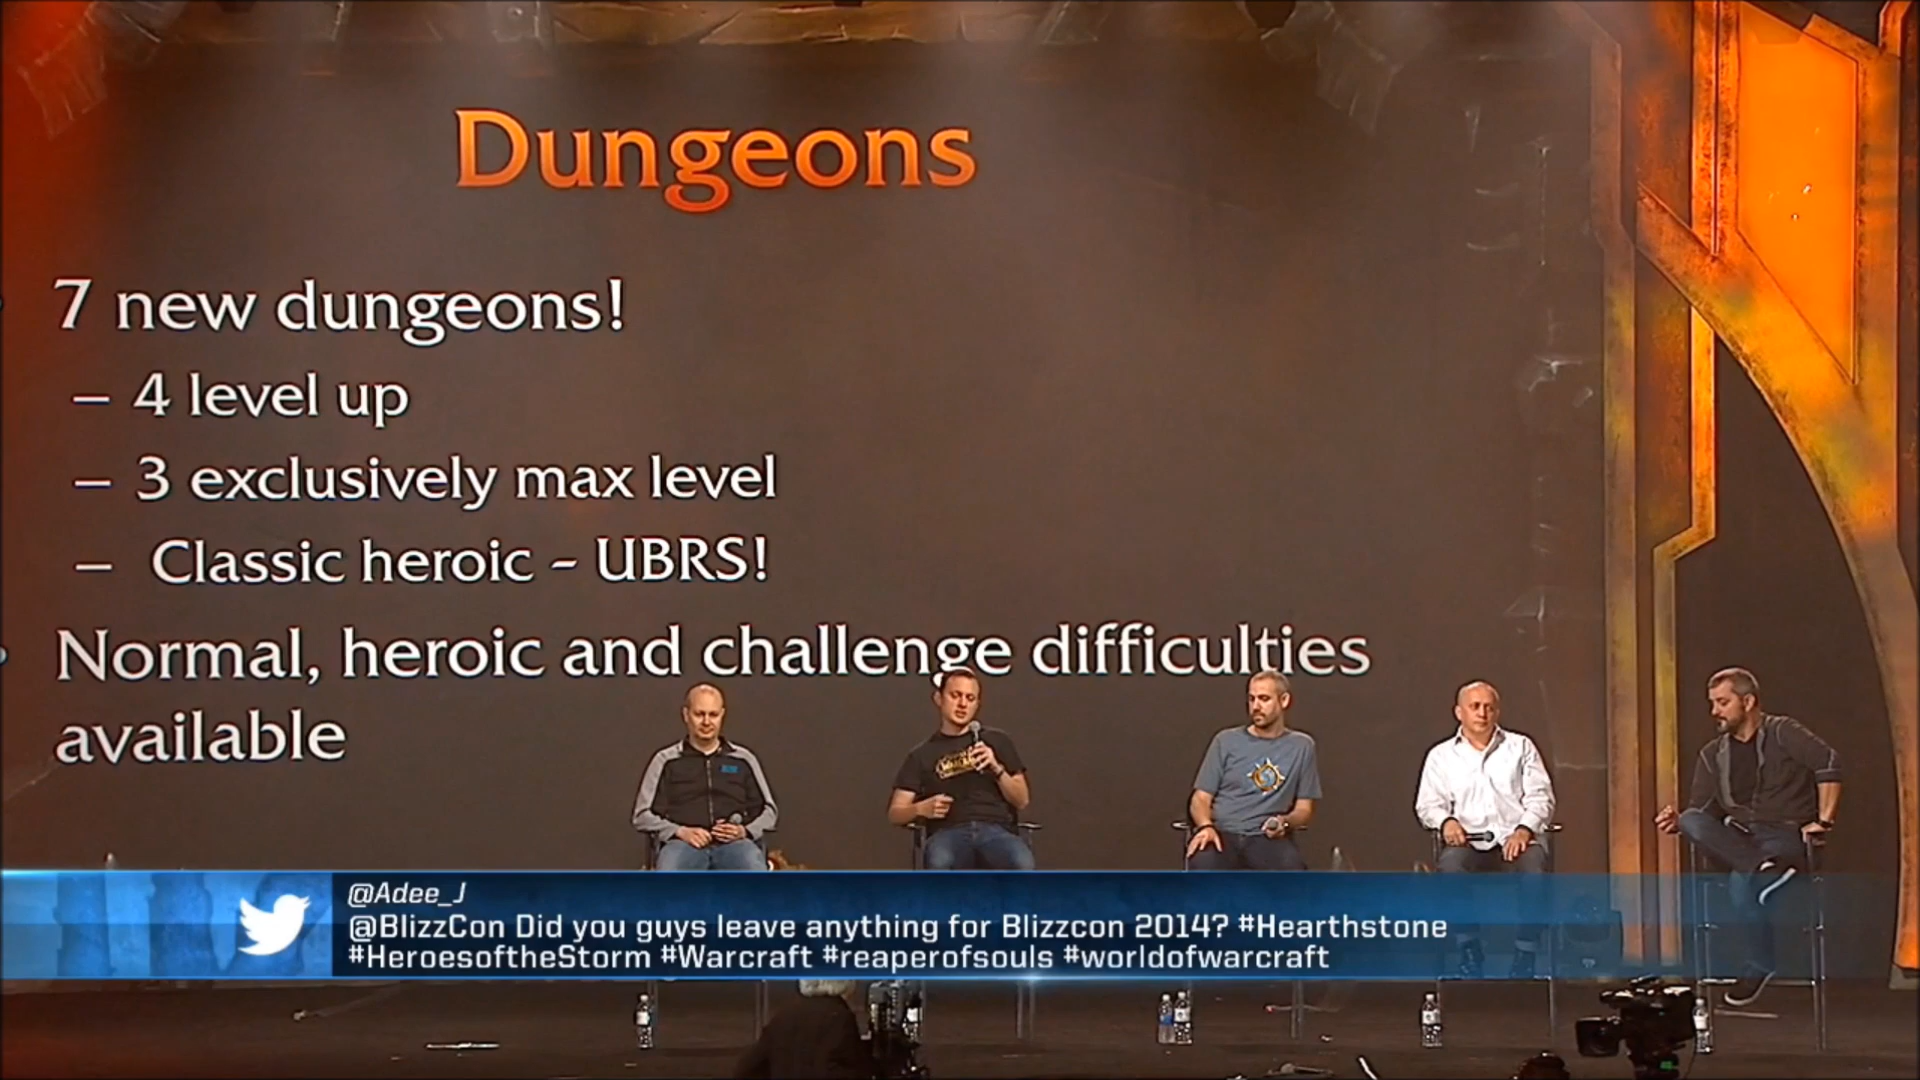 Dungeons
7 new dungeons!
– 4 level up
– 3 exclusively max level
– Classic heroic - UBRS!
Normal, heroic and challenge difficulties
available
@Adee_J
@BlizzCon Did you guys leave anything for Blizzcon 2014? #Hearthstone
#HeroesoftheStorm #Warcraft #reaperofsouls #worldofwarcraft